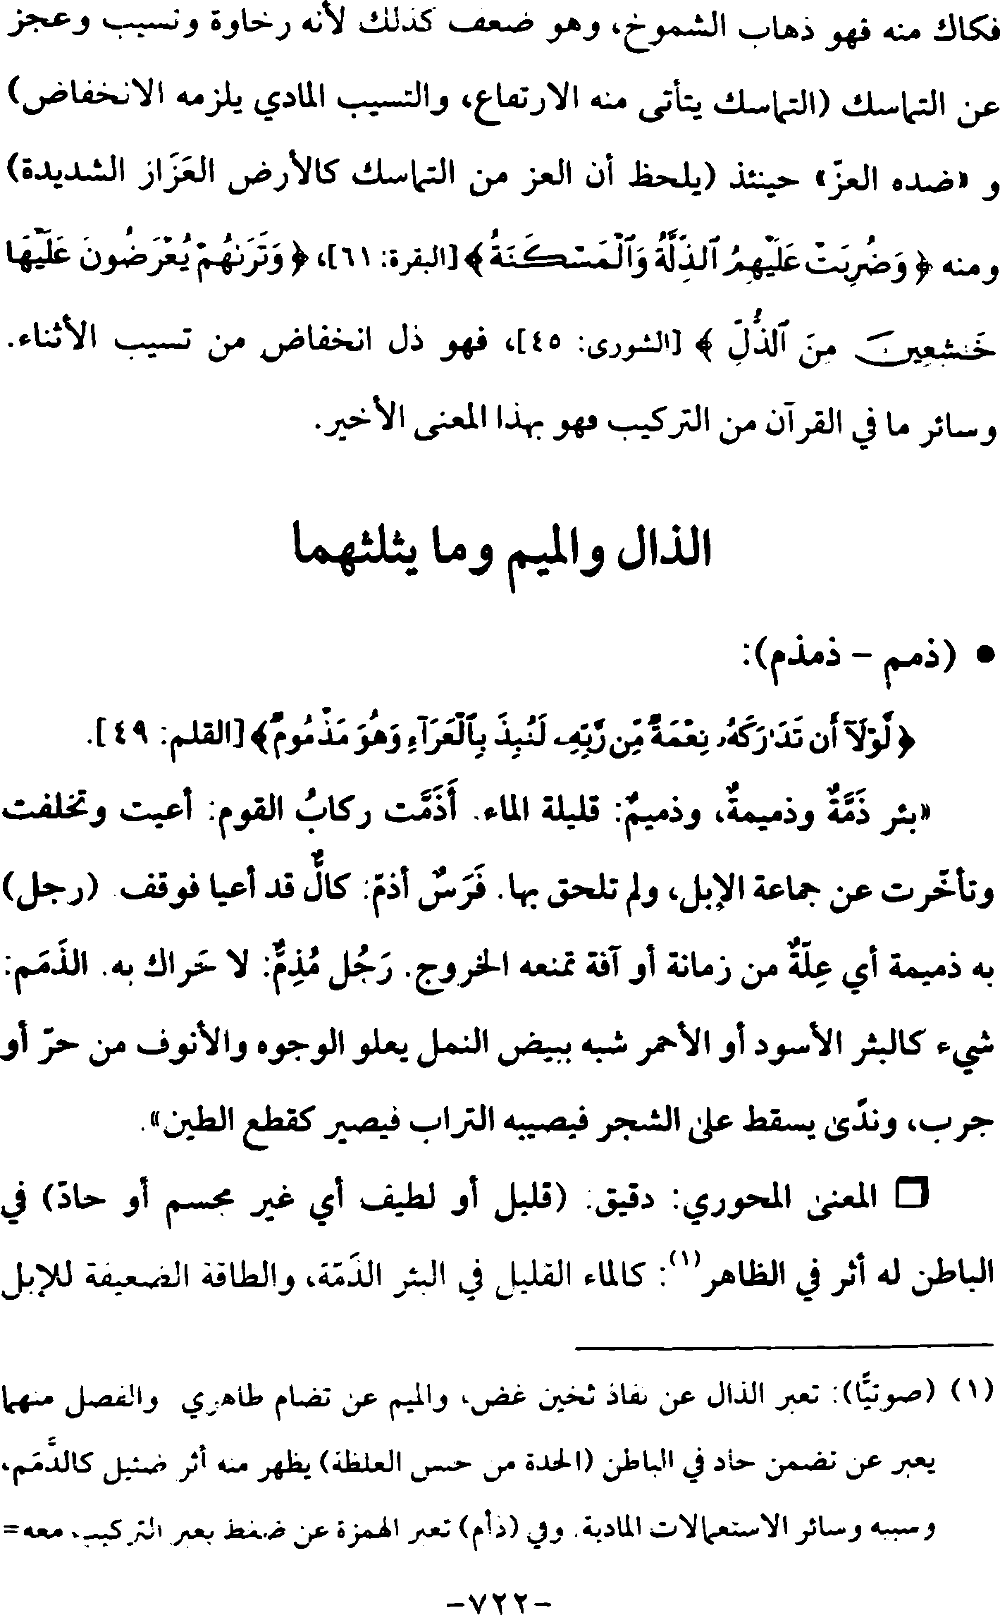 فكاك منه فهو ذهاب الشموخ، وهو ضعف كذلك لأنه رخاوة وتسيب وعجز
عن التماسك (التماسك يتأتى منه الارتفاع، والتسيب المادي يلزمه الانخفاض)
و «ضده العزّ» حينئذ (يلحظ أن العز من التماسك كالأرض العَزَاز الشديدة)
ومنه ﴿وَضُرِبَتْ عَلَيْهِمُ ٱلذِّلَّةُ وَٱلْمَسْكَنَةُ﴾ [البقرة: ٦١]، ﴿وَتَرَىٰهُمْ يُعْرَضُونَ عَلَيْهَا
خَٰشِعِينَ مِنَ ٱلذُّلِّ﴾ [الشورى: ٤٥]، فهو ذل انخفاض من تسيب الأثناء.
وسائر ما في القرآن من التركيب فهو بهذا المعنى الأخير.
الذال والميم وما يثلثهما
● (ذمم – ذمذم):
﴿لَّوْلَآ أَن تَدَٰرَكَهُۥ نِعْمَةٌ مِّن رَّبِّهِۦ لَنُبِذَ بِٱلْعَرَآءِ وَهُوَ مَذْمُومٌ﴾ [القلم: ٤٩].
«بئر ذَمَّةٌ وذميمةٌ، وذميمٌ: قليلة الماء. أَذَمَّت ركابُ القوم: أعيت وتخلفت
وتأخّرت عن جماعة الإبل، ولم تلحق بها. فَرَسٌ أذمّ: كالٌّ قد أعيا فوقف. (رجل)
به ذميمة أي عِلّةٌ من زمانة أو آفة تمنعه الخروج. رَجُل مُذِمٌّ: لا حَراك به. الذَمَم:
شيء كالبثر الأسود أو الأحمر شبه ببيض النمل يعلو الوجوه والأنوف من حرّ أو
جرب، وندًى يسقط على الشجر فيصيبه التراب فيصير كقطع الطين».
□ المعنى المحوري: دقيق: (قليل أو لطيف أي غير مجسم أو حادّ) في
الباطن له أثر في الظاهر(١): كالماء القليل في البئر الذَمّة، والطاقة الضعيفة للإبل
(١) (صوتيًّا): تعبر الذال عن نفاذ ثخين غض، والميم عن تضام ظاهري والفصل منهما
يعبر عن تضمن حاد في الباطن (الحدة من جنس الغلظة) يظهر منه أثر ضئيل كالذَّمَم،
وسببه وسائر الاستعمالات المادية. وفي (ذأم) تعبر الهمزة عن ضغط يعبر التركيب معه=
-٧٢٢-